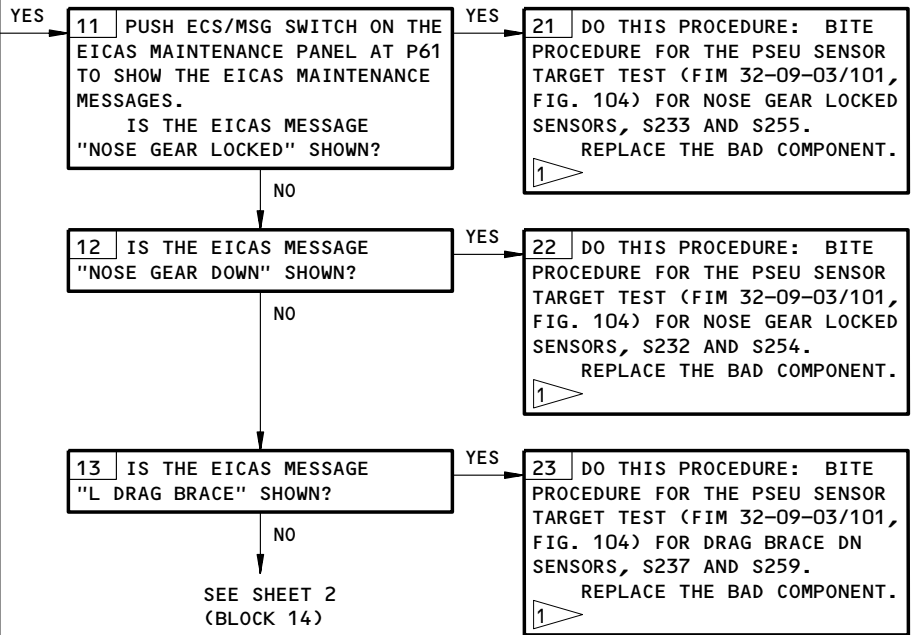 YES
11 PUSH ECS/MSG SWITCH ON THE
EICAS MAINTENANCE PANEL AT P61
TO SHOW THE EICAS MAINTENANCE
MESSAGES.
IS THE EICAS MESSAGE
"NOSE GEAR LOCKED" SHOWN?
YES
21 DO THIS PROCEDURE: BITE
PROCEDURE FOR THE PSEU SENSOR
TARGET TEST (FIM 32-09-03/101,
FIG. 104) FOR NOSE GEAR LOCKED
SENSORS, S233 AND S255.
REPLACE THE BAD COMPONENT.
1
NO
12 IS THE EICAS MESSAGE
"NOSE GEAR DOWN" SHOWN?
YES
22 DO THIS PROCEDURE: BITE
PROCEDURE FOR THE PSEU SENSOR
TARGET TEST (FIM 32-09-03/101,
FIG. 104) FOR NOSE GEAR LOCKED
SENSORS, S232 AND S254.
REPLACE THE BAD COMPONENT.
1
NO
13 IS THE EICAS MESSAGE
"L DRAG BRACE" SHOWN?
YES
23 DO THIS PROCEDURE: BITE
PROCEDURE FOR THE PSEU SENSOR
TARGET TEST (FIM 32-09-03/101,
FIG. 104) FOR DRAG BRACE DN
SENSORS, S237 AND S259.
REPLACE THE BAD COMPONENT.
1
NO
SEE SHEET 2
(BLOCK 14)